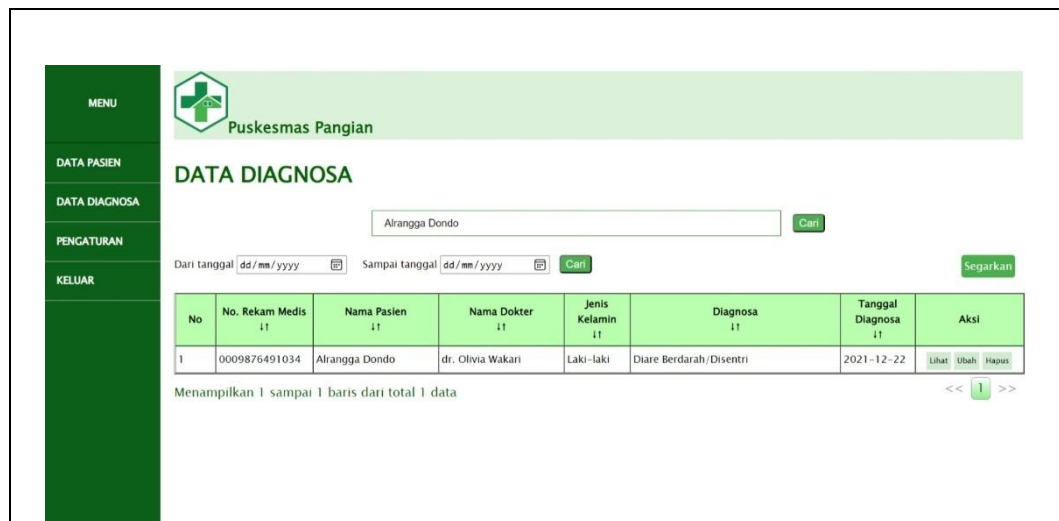 MENU
Puskesmas Pangian
DATA PASIEN
DATA DIAGNOSA
PENGATURAN
KELUAR
DATA DIAGNOSA
Alrangga Dondo Cari
Dari tanggal dd/mm/yyyy Sampai tanggal dd/mm/yyyy Cari Segarkan
No No. Rekam Medis ↓↑ Nama Pasien ↓↑ Nama Dokter ↓↑ Jenis Kelamin ↓↑ Diagnosa ↓↑ Tanggal Diagnosa ↓↑ Aksi
1 0009876491034 Alrangga Dondo dr. Olivia Wakari Laki-laki Diare Berdarah/Disentri 2021-12-22 Lihat Ubah Hapus
Menampilkan 1 sampai 1 baris dari total 1 data << 1 >>